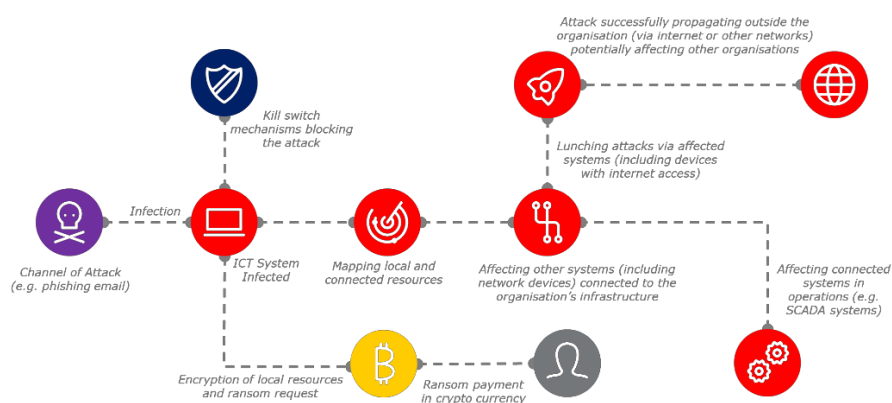 Attack successfully propagating outside the
organisation (via internet or other networks)
potentially affecting other organisations
Kill switch
mechanisms blocking
the attack
Lunching attacks via affected
systems (including devices
with internet access)
Infection
Channel of Attack
(e.g. phishing email)
ICT System
Infected
Mapping local and
connected resources
Affecting other systems (including
network devices) connected to the
organisation's infrastructure
Affecting connected
systems in
operations (e.g.
SCADA systems)
Encryption of local resources
and ransom request
Ransom payment
in crypto currency